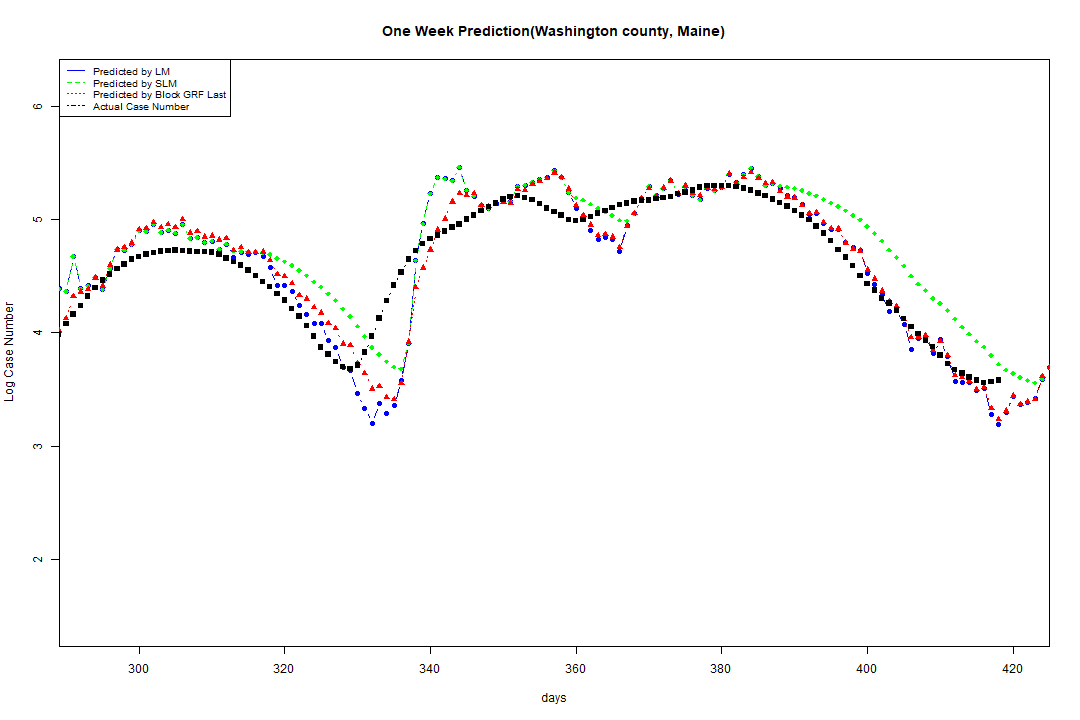 One Week Prediction(Washington county, Maine)
Predicted by LM
Predicted by SLM
Predicted by Block GRF Last
Actual Case Number
6
5
4
3
2
Log Case Number
300 320 340 360 380 400 420
days